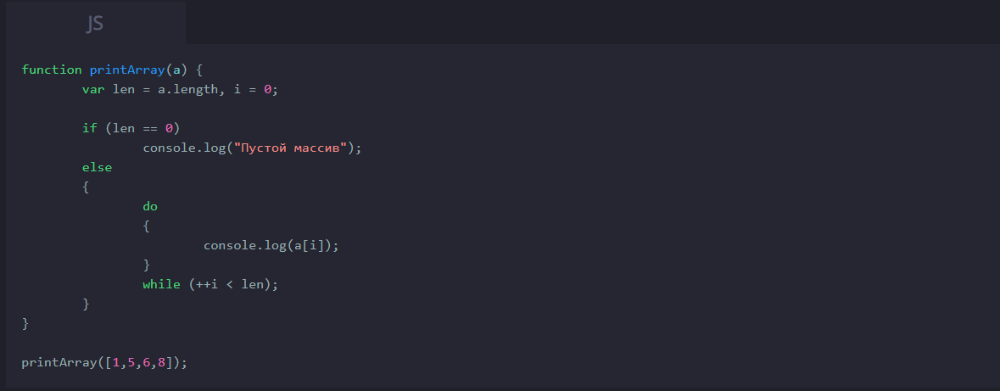 JS
function printArray(a) {
var len = a.length, i = 0;
if (len == 0)
console.log("Пустой массив");
else
{
do
{
console.log(a[i]);
}
while (++i < len);
}
}
printArray([1,5,6,8]);